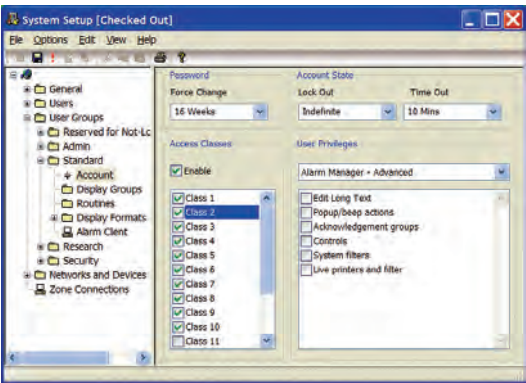 System Setup [Checked Out]
File Options Edit View Help
General
Users
User Groups
Reserved for Not-Lc
Admin
Standard
Account
Display Groups
Routines
Display Formats
Alarm Client
Research
Security
Networks and Devices
Zone Connections
Password
Force Change
16 Weeks
Account State
Lock Out Time Out
Indefinite 10 Mins
Access Classes
Enable
Class 1
Class 2
Class 3
Class 4
Class 5
Class 6
Class 7
Class 8
Class 9
Class 10
Class 11
User Privileges
Alarm Manager - Advanced
Edit Long Text
Popup/beep actions
Acknowledgement groups
Controls
System filters
Live printers and filter